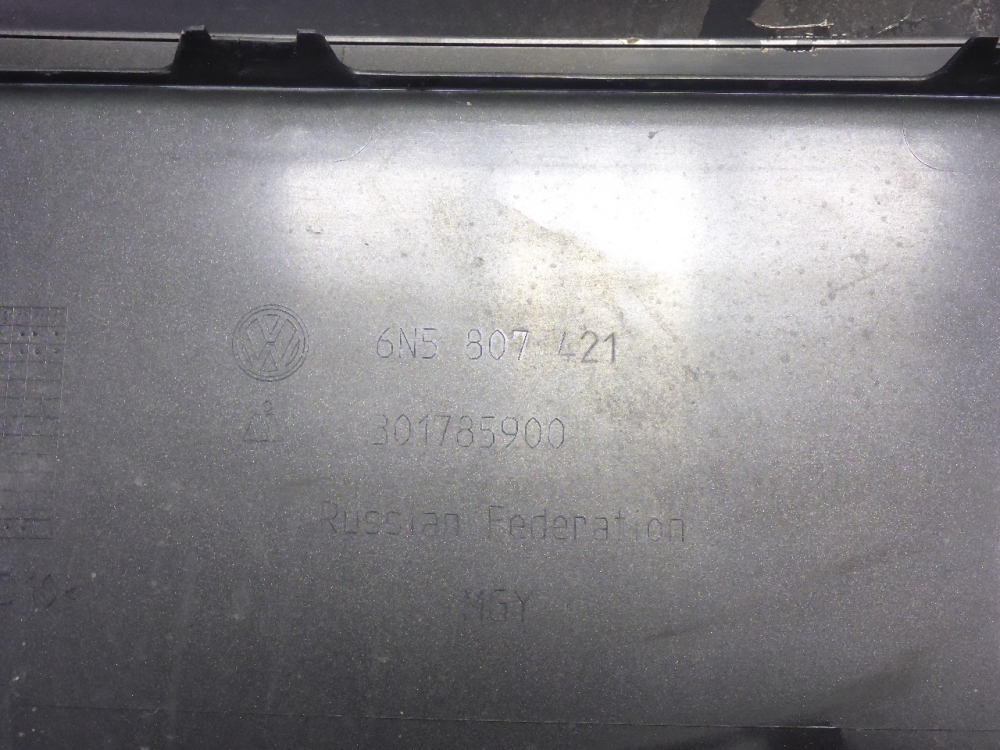 6N5 807 421
301785900
Russian Federation
MGY